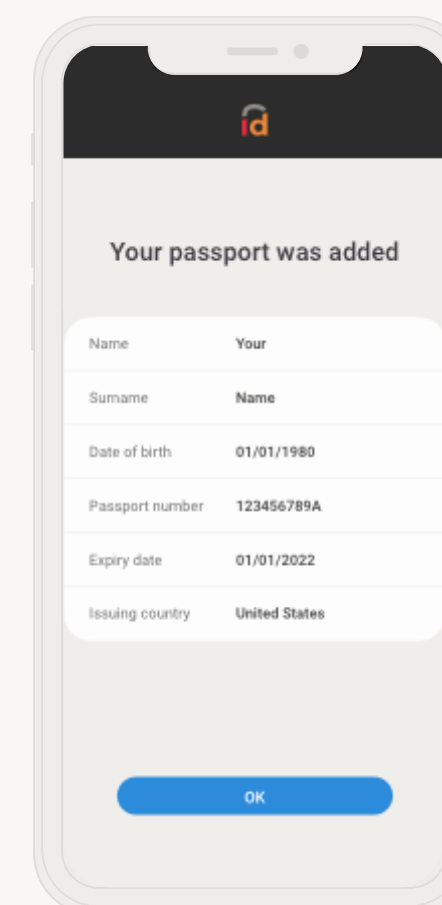 id
Your passport was added
Name Your
Surname Name
Date of birth 01/01/1980
Passport number 123456789A
Expiry date 01/01/2022
Issuing country United States
OK